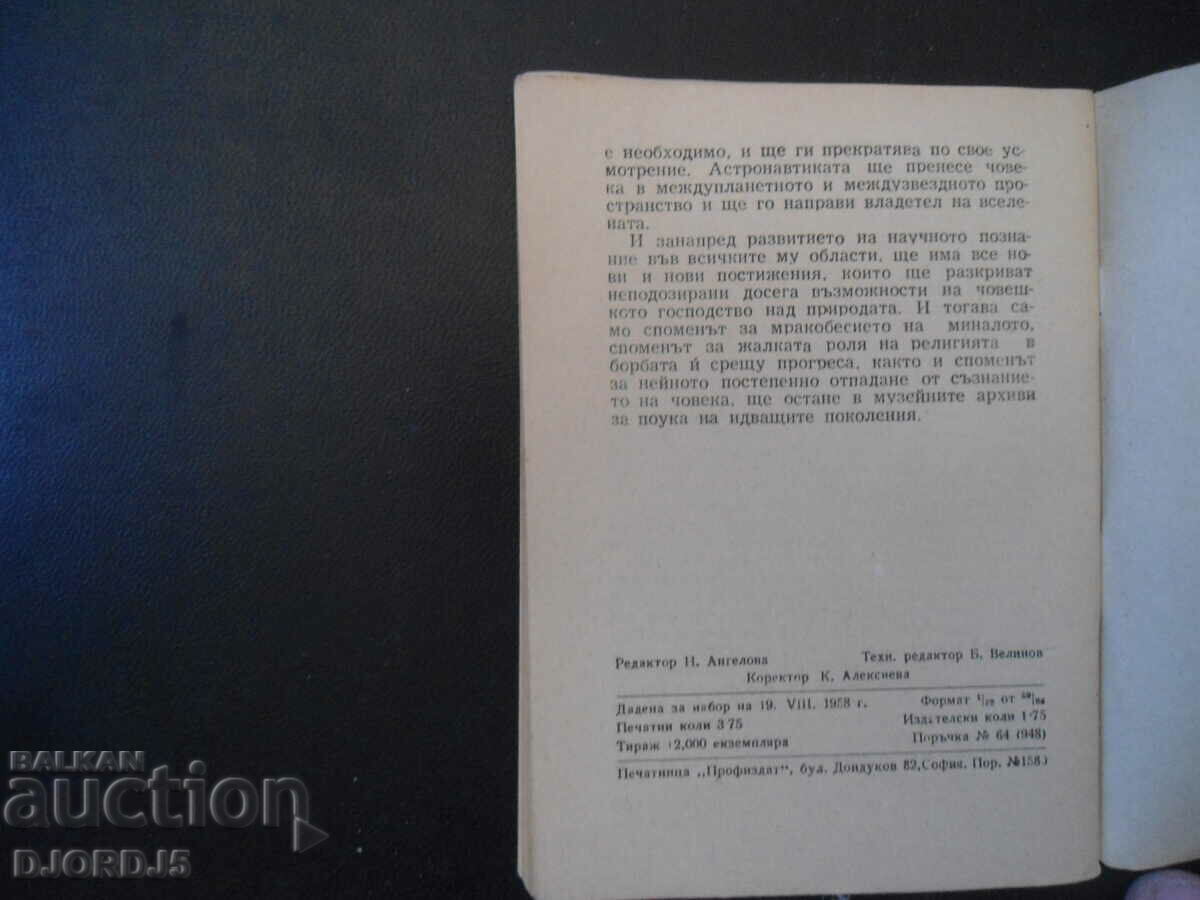 е необходимо, и ще ги прекратява по свое ус-
мотрение. Астронавтиката ще пренесе чове-
ка в междупланетното и междузвездното про-
странство и ще го направи владетел на вселе-
ната.
И занапред развитието на научното позна-
ние във всичките му области, ще има все но-
ви и нови постижения, които ще разкриват
неподозирани досега възможности на човеш-
кото господство над природата. И тогава са-
мо споменът за мракобесието на миналото,
споменът за жалката роля на религията в
борбата ѝ срещу прогреса, както и споменът
за нейното постепенно отпадане от съзнание-
то на човека, ще остане в музейните архиви
за поука на идващите поколения.
Редактор Н. Ангелова Техн. редактор Б. Велинов
Коректор К. Алексиева
Дадена за набор на 19. VIII. 1958 г. Формат от
Печатни коли 3·75 Издателски коли 1·75
Тираж 12,000 екземпляра Поръчка № 64 (948)
Печатница „Профиздат“, бул. Дондуков 82, София. Пор.
BALKAN
auction
DJORDJ5